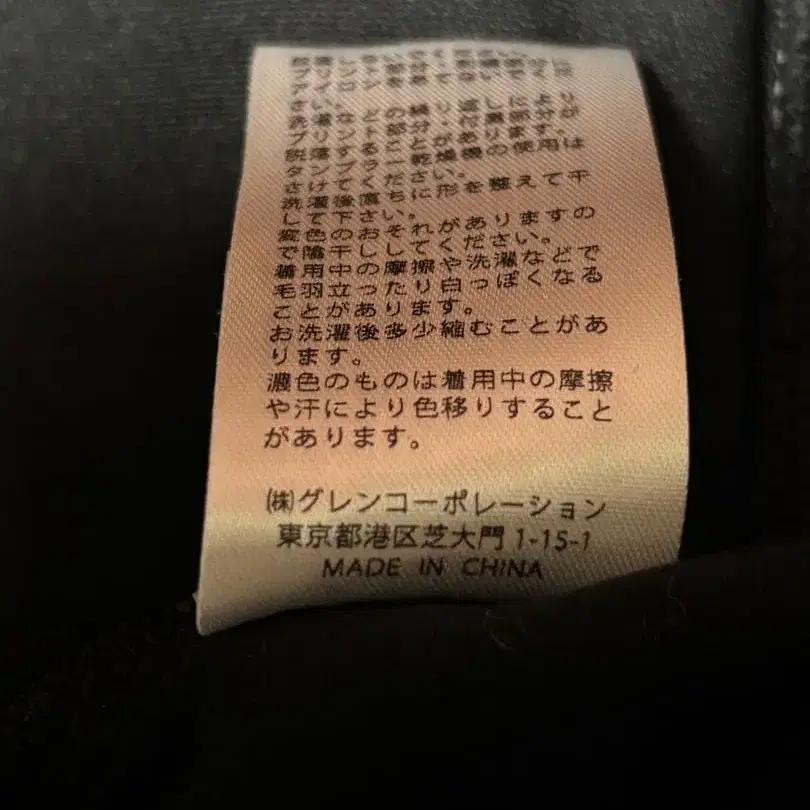 さい。
洗濯などの繰り返しにより
プリント部分・付属部分が
脱落することがあります。
タンブラー乾燥機の使用は
さけてください。
洗濯後直ちに形を整えて干
して下さい。
変色のおそれがありますの
で陰干ししてください。
着用中の摩擦や洗濯などで
毛羽立ったり白っぽくなる
ことがあります。
お洗濯後多少縮むことがあ
ります。
濃色のものは着用中の摩擦
や汗により色移りすること
があります。
㈱グレンコーポレーション
東京都港区芝大門1-15-1
MADE IN CHINA